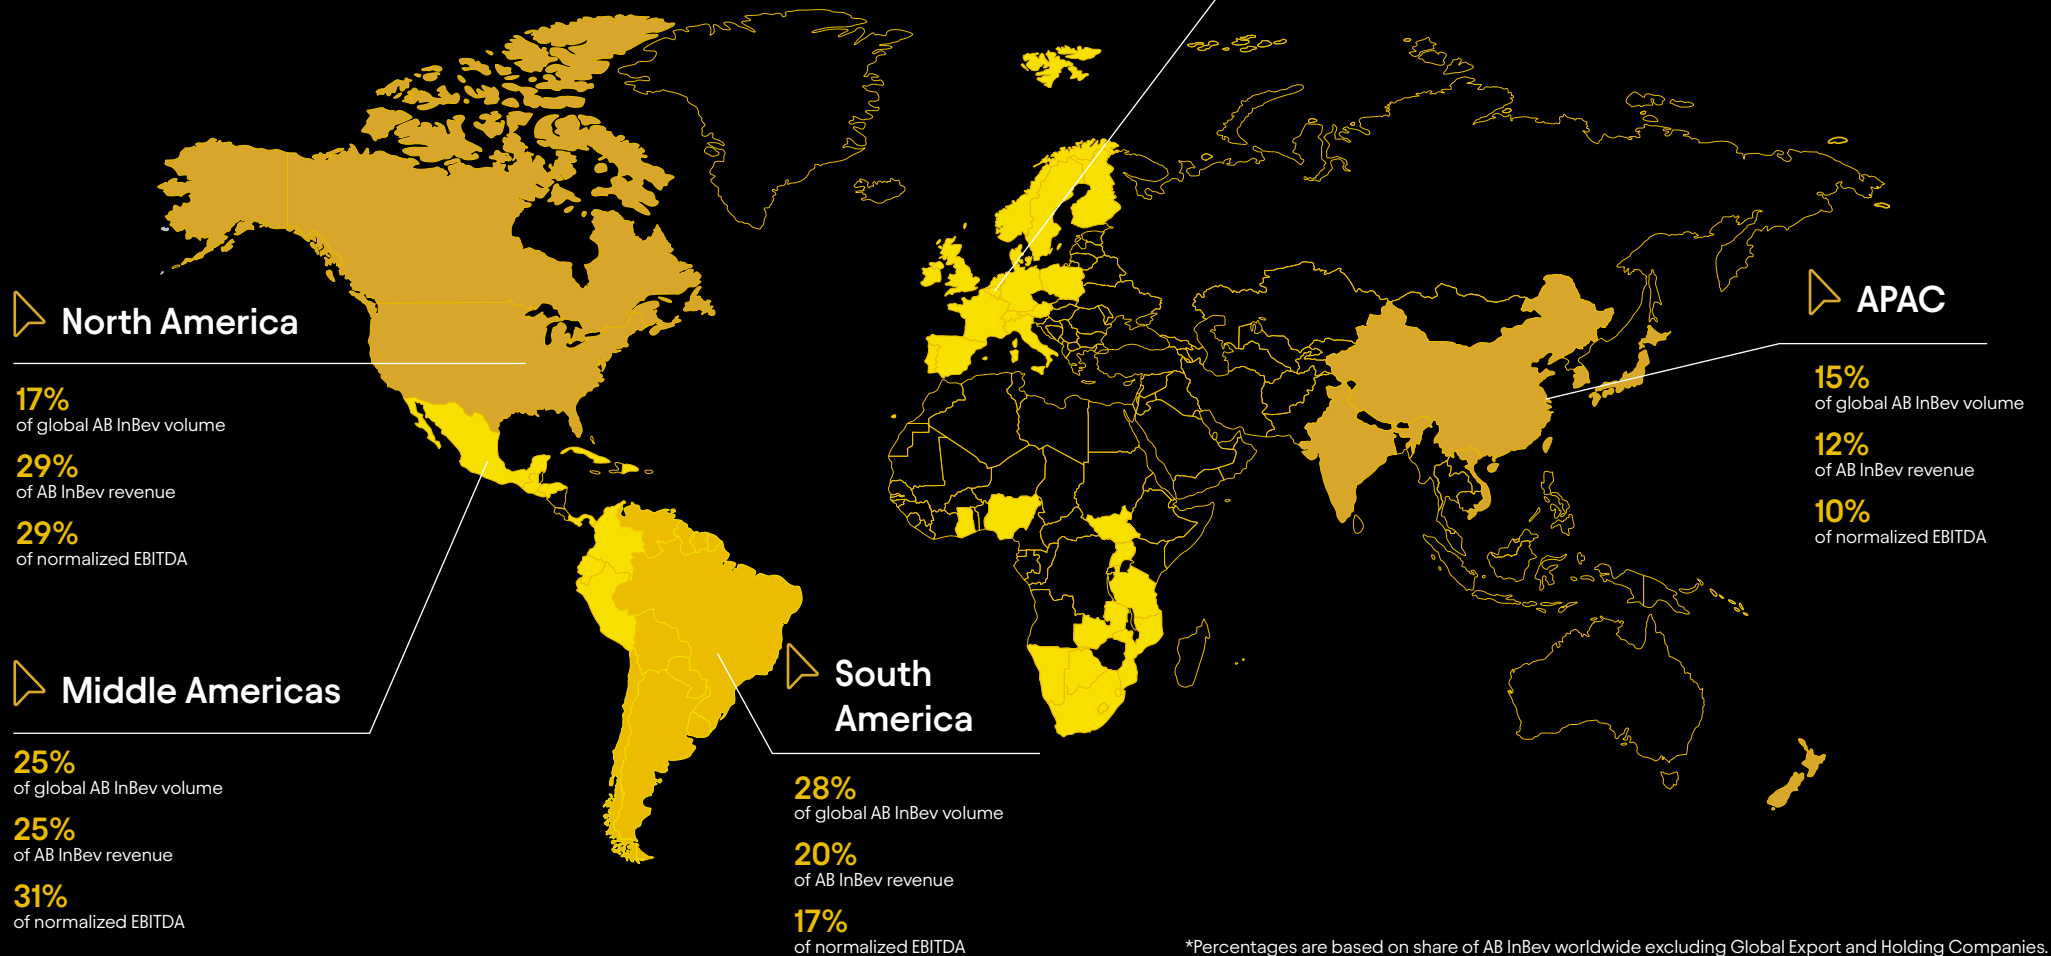 North America
17%
of global AB InBev volume
29%
of AB InBev revenue
29%
of normalized EBITDA
Middle Americas
25%
of global AB InBev volume
25%
of AB InBev revenue
31%
of normalized EBITDA
South
America
28%
of global AB InBev volume
20%
of AB InBev revenue
17%
of normalized EBITDA
APAC
15%
of global AB InBev volume
12%
of AB InBev revenue
10%
of normalized EBITDA
*Percentages are based on share of AB InBev worldwide excluding Global Export and Holding Companies.